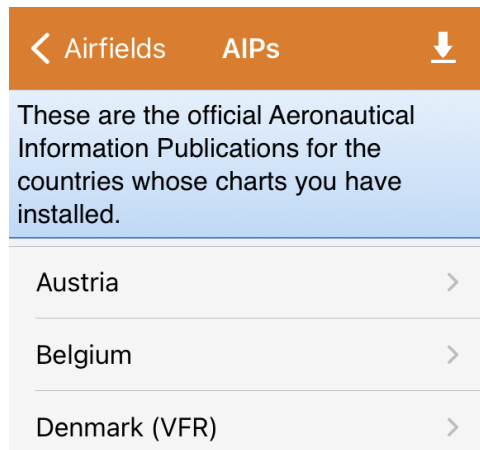 Airfields AIPs
These are the official Aeronautical
Information Publications for the
countries whose charts you have
installed.
Austria
Belgium
Denmark (VFR)